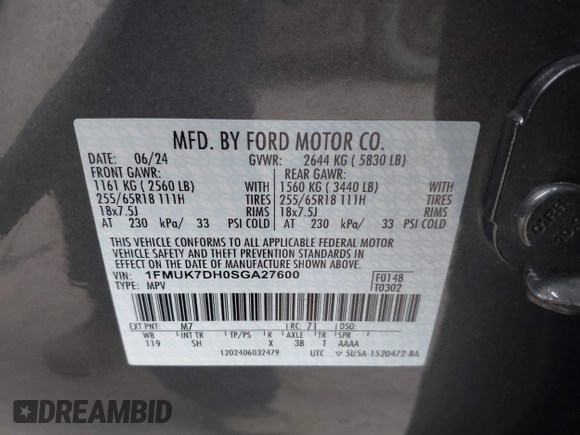 MFD. BY FORD MOTOR CO.
DATE: 06/24 GVWR: 2644 KG ( 5830 LB)
FRONT GAWR: REAR GAWR:
1161 KG ( 2560 LB) WITH 1560 KG ( 3440 LB) WITH
255/65R18 111H TIRES 255/65R18 111H TIRES
18x7.5J RIMS 18x7.5J RIMS
AT 230 kPa/ 33 PSI COLD AT 230 kPa/ 33 PSI COLD
THIS VEHICLE CONFORMS TO ALL APPLICABLE FEDERAL MOTOR
VEHICLE SAFETY AND THEFT PREVENTION STANDARDS IN
EFFECT ON THE DATE OF MANUFACTURE SHOWN ABOVE.
VIN: 1FMUK7DH0SGA27600 F0148
TYPE: MPV T0302
EXT PNT: M7 RC: 71 DSO:
WB INT TR TP/PS R AXLE TR SPR
119 SH X 3B T AAAA
1202406032479 UTC 5U5A-1520472-BA
DREAMBID